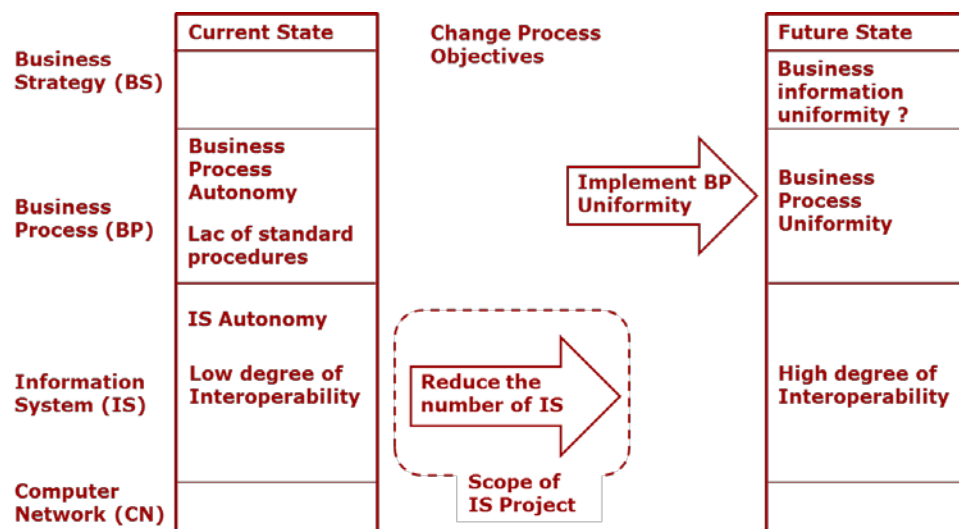 Current State
Change Process
Objectives
Future State
Business
Strategy (BS)
Business
information
uniformity ?
Business
Process (BP)
Business
Process
Autonomy
Lac of standard
procedures
Implement BP
Uniformity
Business
Process
Uniformity
Information
System (IS)
IS Autonomy
Low degree of
Interoperability
Reduce the
number of IS
High degree of
Interoperability
Computer
Network (CN)
Scope of
IS Project